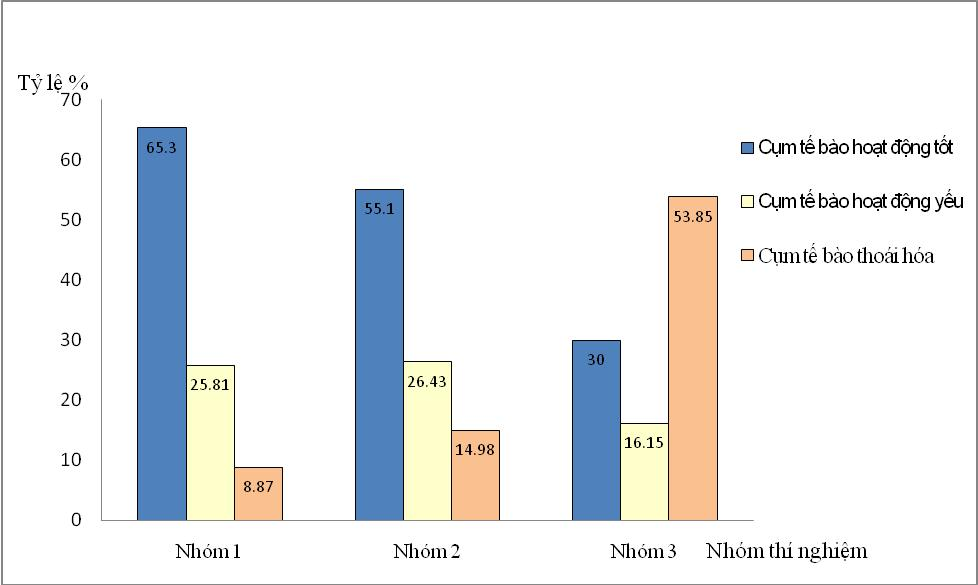 Tỷ lệ %
70
60
50
40
30
20
10
0
65.3
25.81
8.87
55.1
26.43
14.98
30
16.15
53.85
Nhóm 1
Nhóm 2
Nhóm 3
Nhóm thí nghiệm
Cụm tế bào hoạt động tốt
Cụm tế bào hoạt động yếu
Cụm tế bào thoái hóa